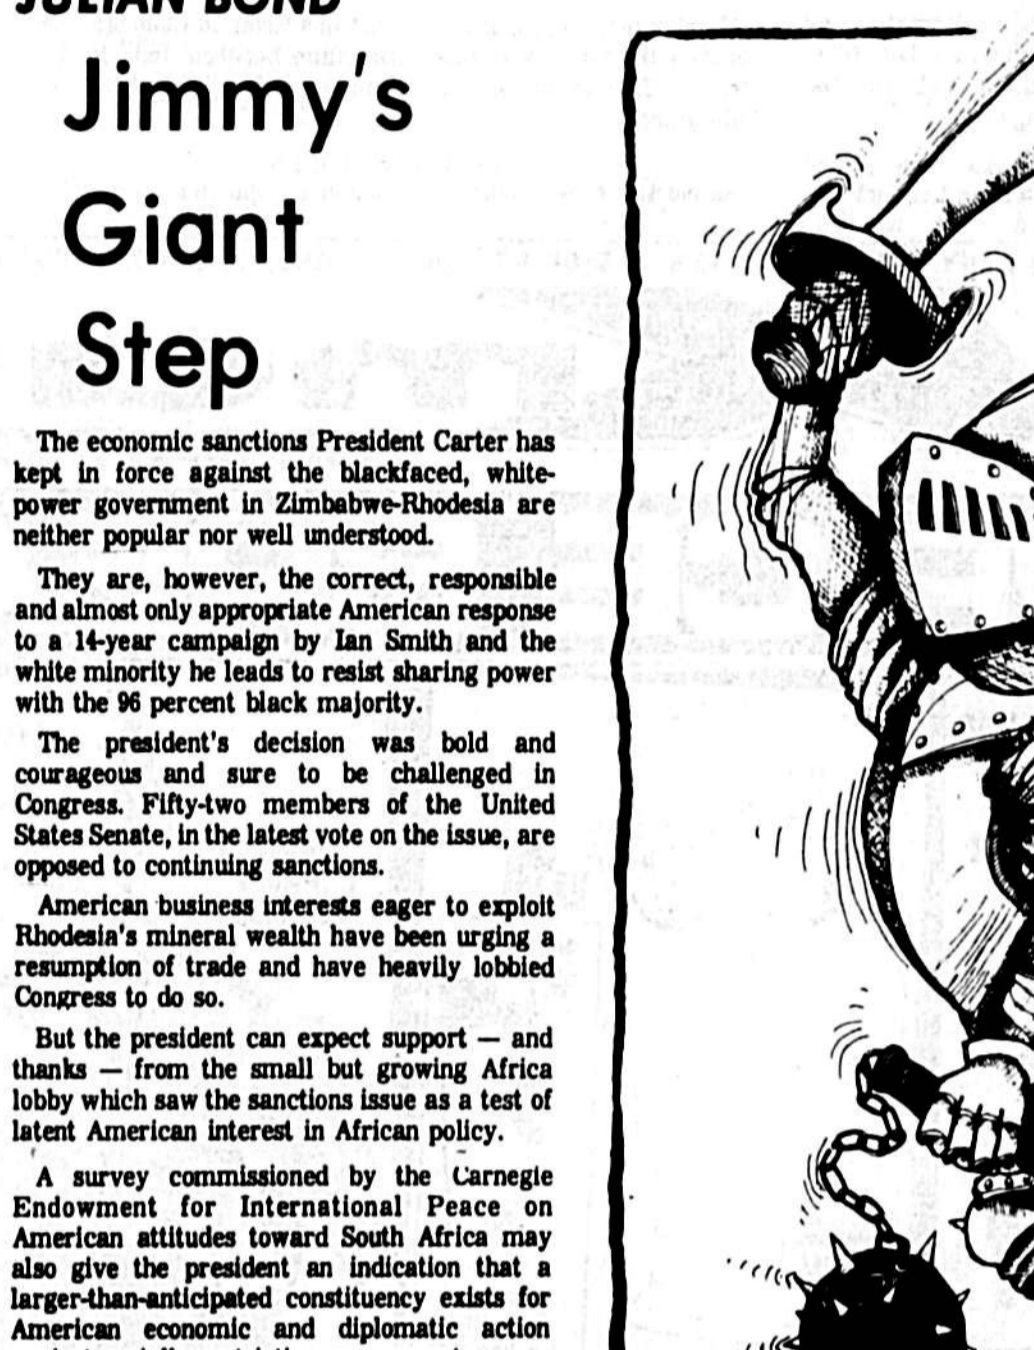 JULIAN BOND
Jimmy's
Giant
Step
The economic sanctions President Carter has
kept in force against the blackfaced, white-
power government in Zimbabwe-Rhodesia are
neither popular nor well understood.
They are, however, the correct, responsible
and almost only appropriate American response
to a 14-year campaign by Ian Smith and the
white minority he leads to resist sharing power
with the 96 percent black majority.
The president's decision was bold and
courageous and sure to be challenged in
Congress. Fifty-two members of the United
States Senate, in the latest vote on the issue, are
opposed to continuing sanctions.
American business interests eager to exploit
Rhodesia's mineral wealth have been urging a
resumption of trade and have heavily lobbied
Congress to do so.
But the president can expect support — and
thanks — from the small but growing Africa
lobby which saw the sanctions issue as a test of
latent American interest in African policy.
A survey commissioned by the Carnegie
Endowment for International Peace on
American attitudes toward South Africa may
also give the president an indication that a
larger-than-anticipated constituency exists for
American economic and diplomatic action